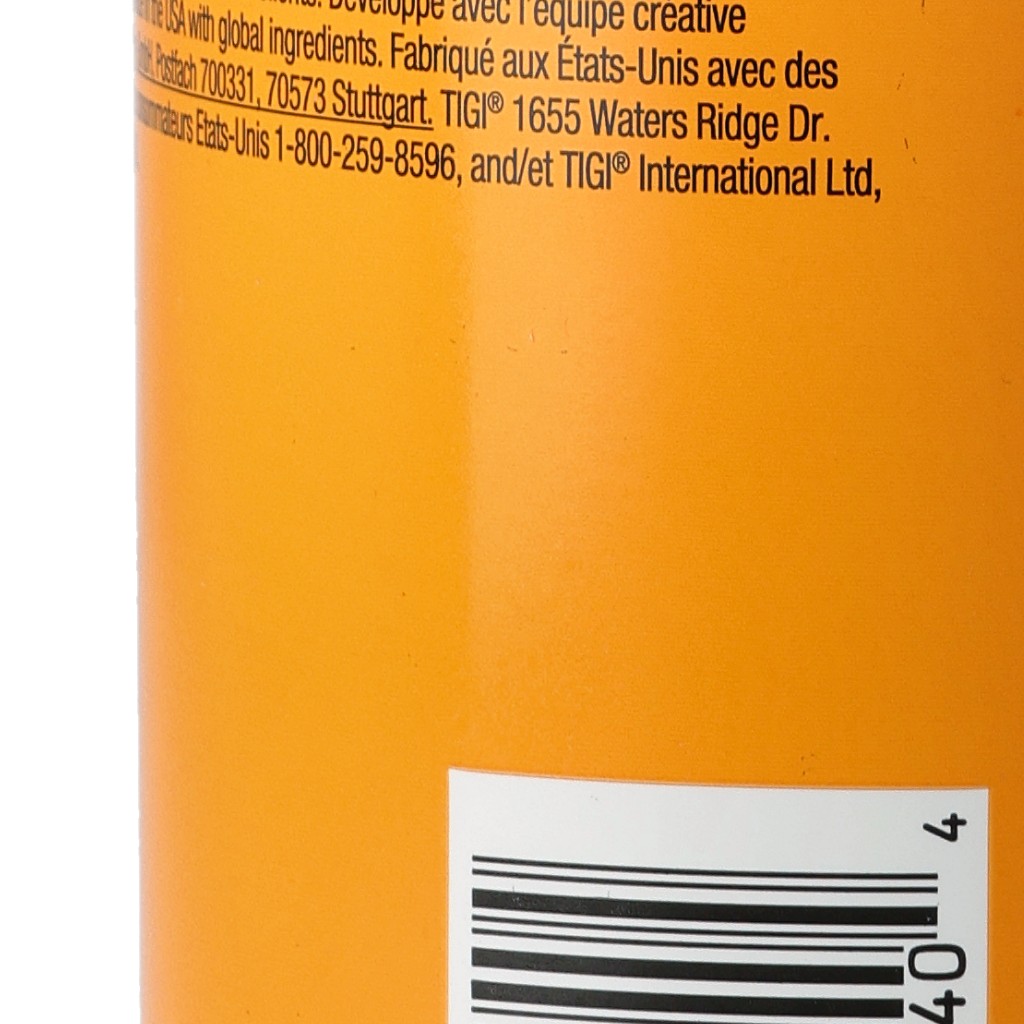 Développé avec l'équipe créative
the USA with global ingredients. Fabriqué aux États-Unis avec des
Postfach 700331, 70573 Stuttgart. TIGI® 1655 Waters Ridge Dr.
Etats-Unis 1-800-259-8596, and/et TIGI® International Ltd,
4
40